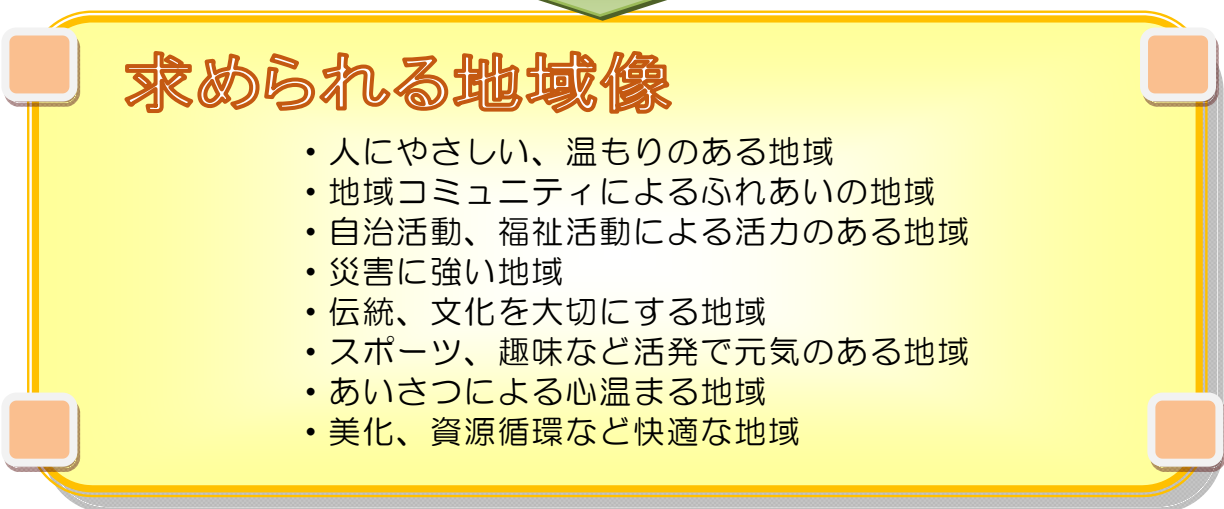 求められる地域像
・人にやさしい、温もりのある地域
・地域コミュニティによるふれあいの地域
・自治活動、福祉活動による活力のある地域
・災害に強い地域
・伝統、文化を大切にする地域
・スポーツ、趣味など活発で元気のある地域
・あいさつによる心温まる地域
・美化、資源循環など快適な地域